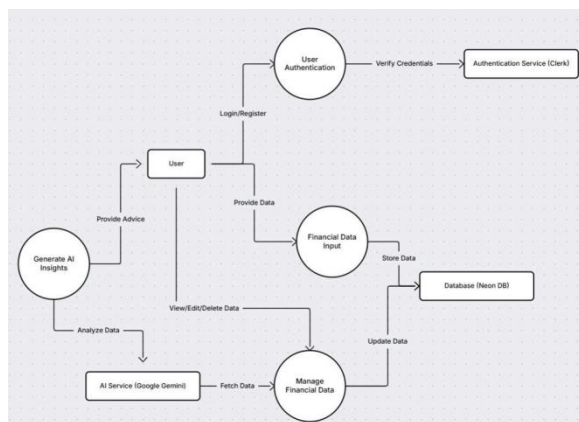 User
Authentication
Verify Credentials
Authentication Service (Clerk)
Login/Register
User
Provide Data
Provide Advice
Financial Data
Input
Generate AI
Insights
Store Data
Database (Neon DB)
View/Edit/Delete Data
Analyze Data
Update Data
AI Service (Google Gemini)
Fetch Data
Manage
Financial Data